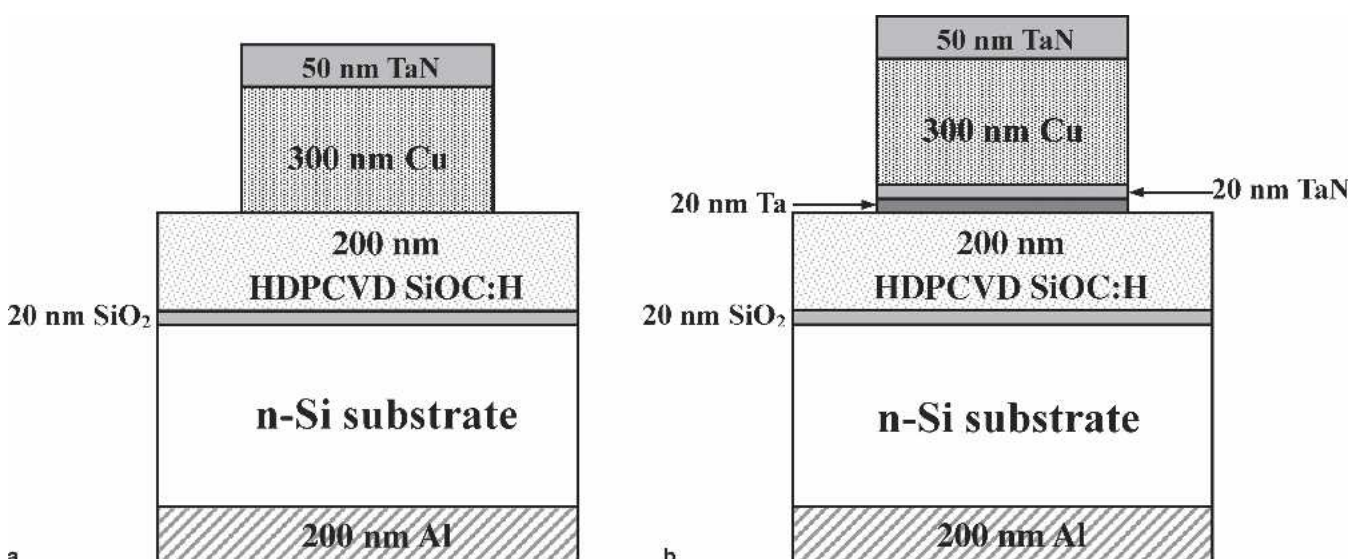 50 nm TaN
300 nm Cu
200 nm
HDPCVD SiOC:H
20 nm SiO₂
n-Si substrate
200 nm Al
a
50 nm TaN
300 nm Cu
20 nm TaN
20 nm Ta
200 nm
HDPCVD SiOC:H
20 nm SiO₂
n-Si substrate
200 nm Al
b